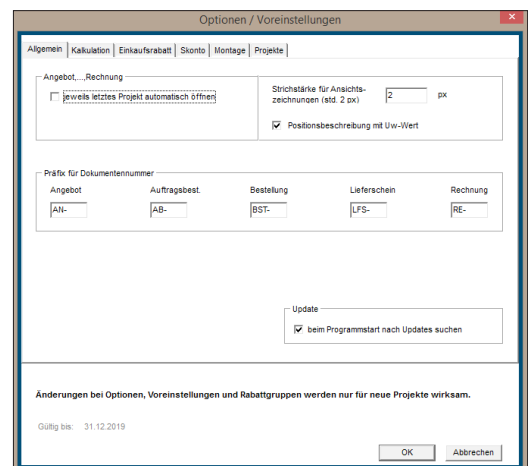 Optionen / Voreinstellungen
Allgemein Kalkulation Einkaufsrabatt Skonto Montage Projekte
Angebot,...,Rechnung
jeweils letztes Projekt automatisch öffnen
Strichstärke für Ansichts-
zeichnungen (std. 2 px) 2 px
Positionsbeschreibung mit Uw-Wert
Präfix für Dokumentennummer
Angebot Auftragsbest. Bestellung Lieferschein Rechnung
AN- AB- BST- LFS- RE-
Update
beim Programmstart nach Updates suchen
Änderungen bei Optionen, Voreinstellungen und Rabattgruppen werden nur für neue Projekte wirksam.
Gültig bis: 31.12.2019
OK Abbrechen